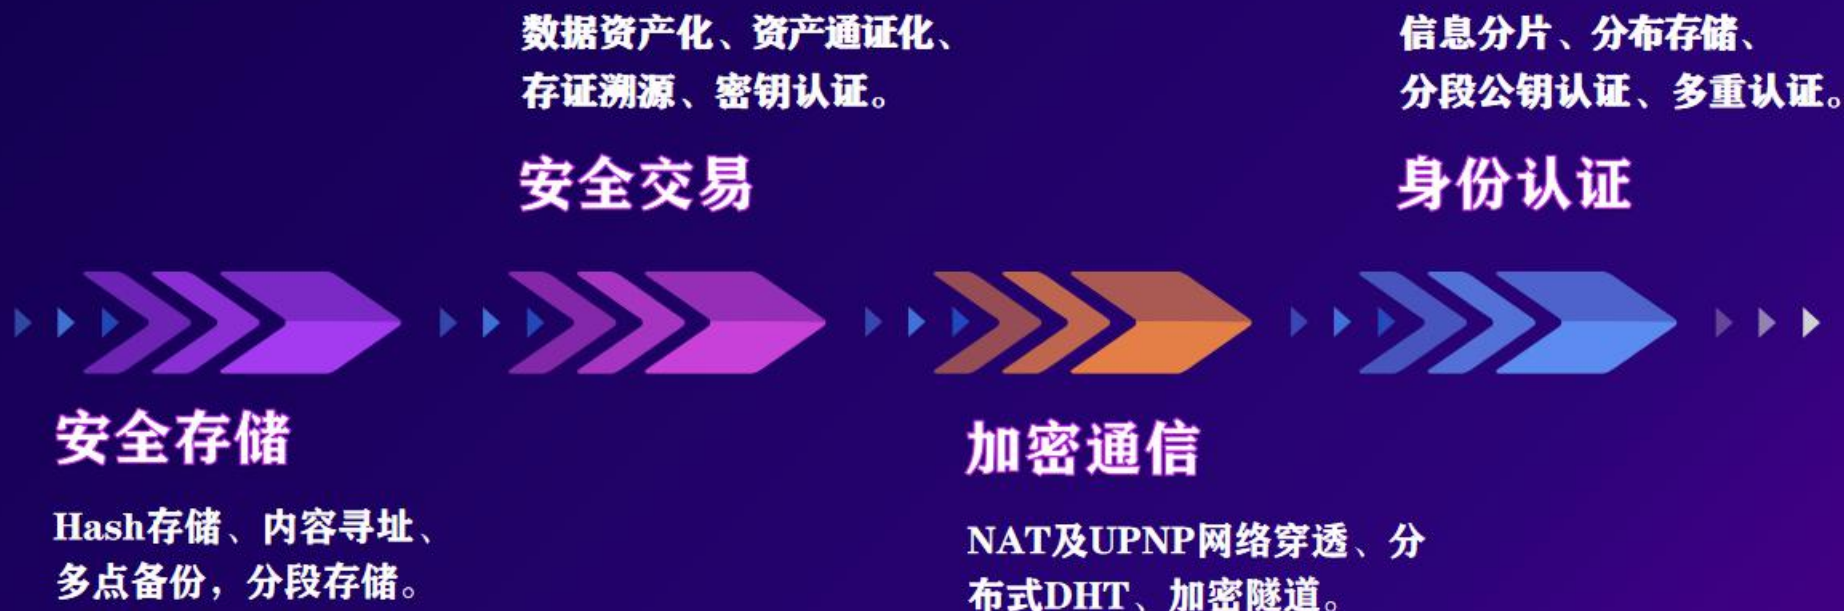 数据资产化、资产通证化、
存证溯源、密钥认证。
安全交易
信息分片、分布存储、
分段公钥认证、多重认证。
身份认证
安全存储
Hash存储、内容寻址、
多点备份，分段存储。
加密通信
NAT及UPNP网络穿透、分
布式DHT、加密隧道。